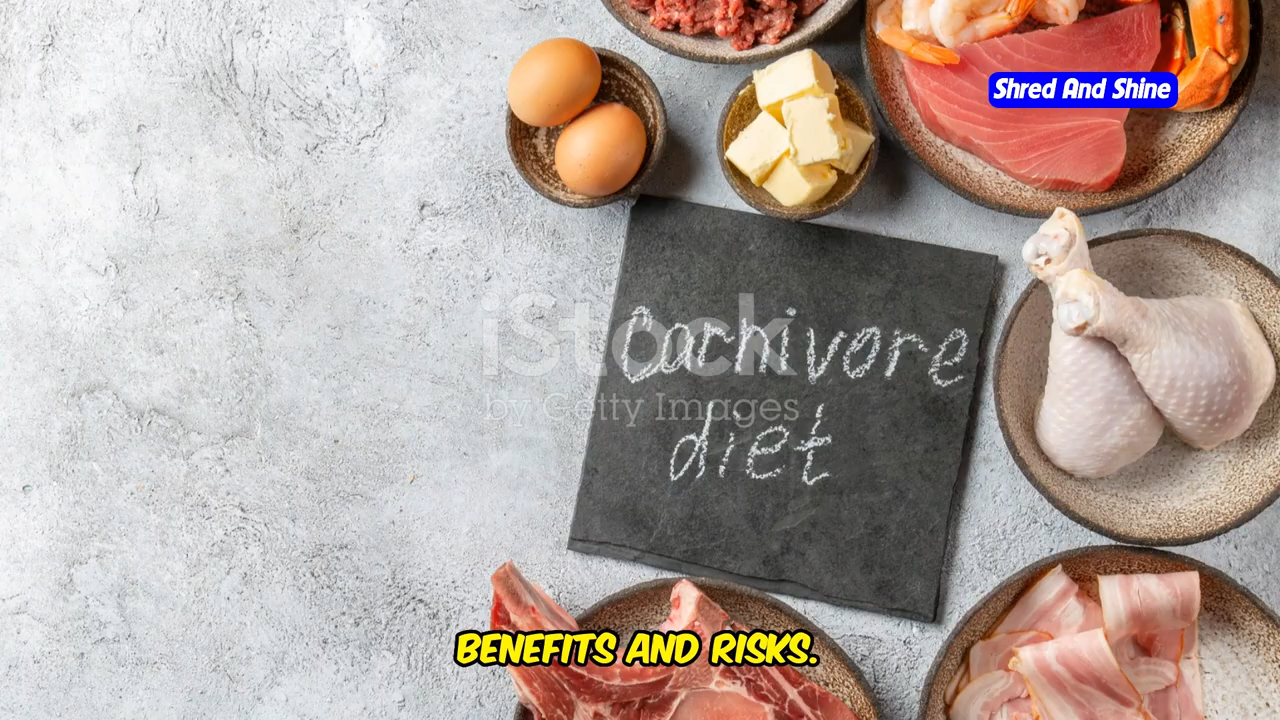 Shred And Shine
Carnivore
diet
iStock
by Getty Images
BENEFITS AND RISKS.